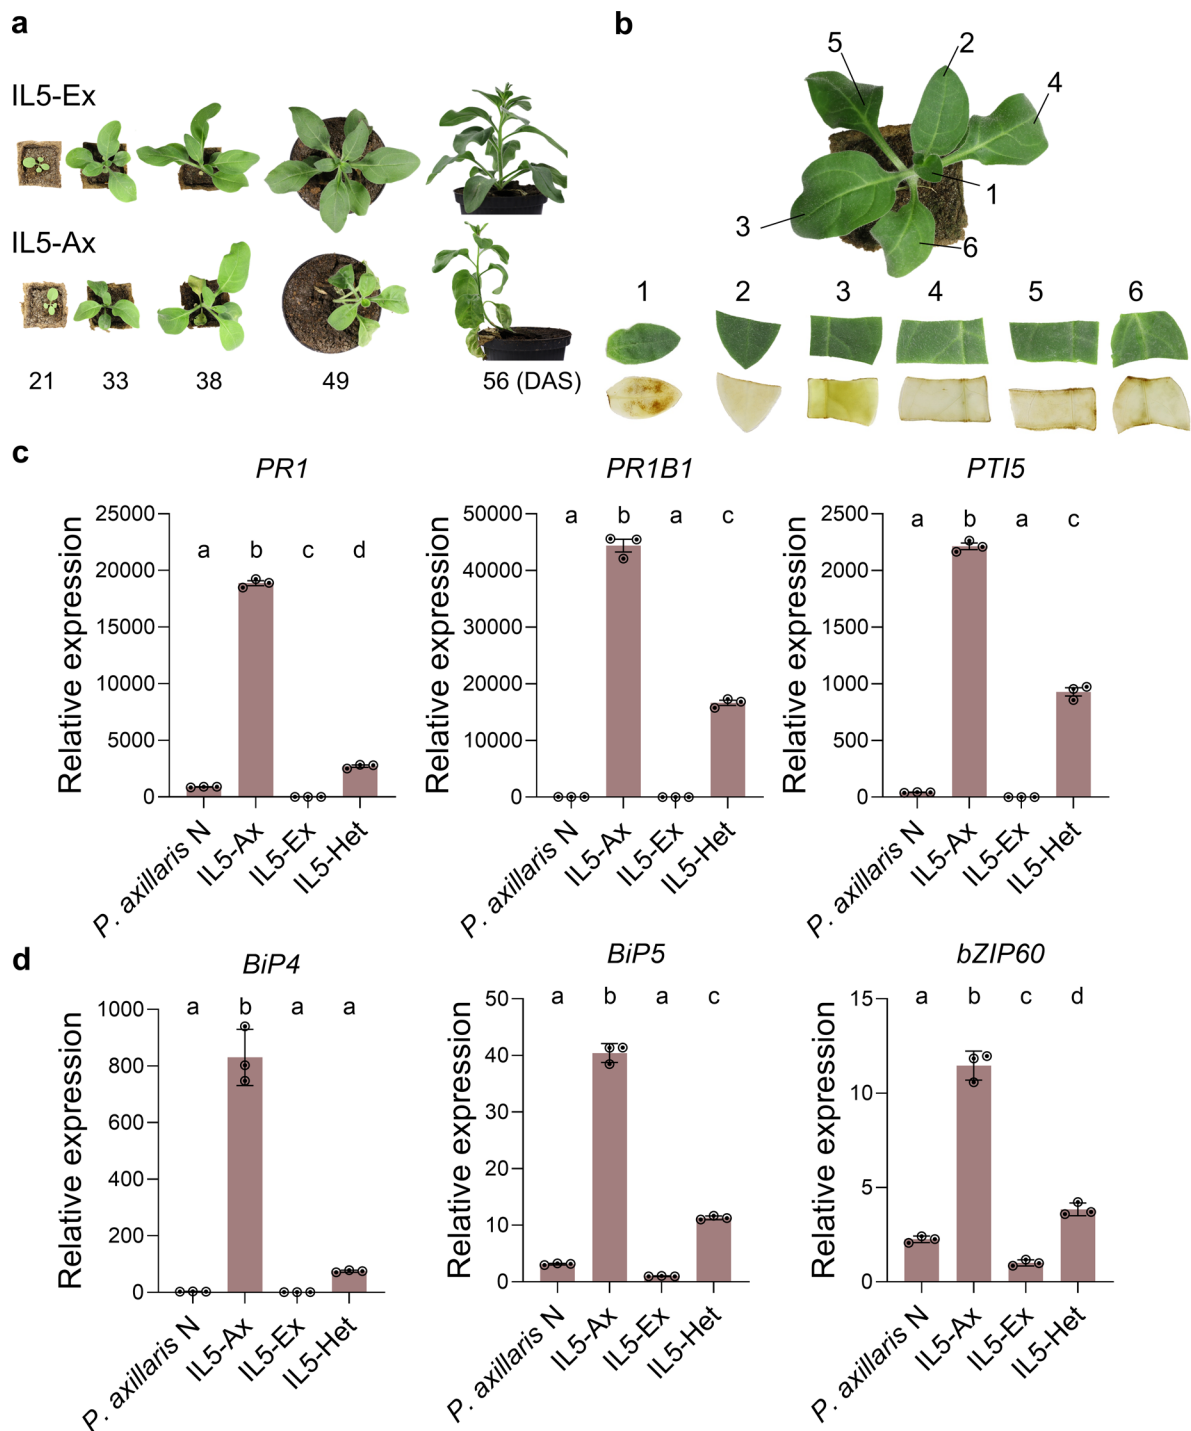 a
IL5-Ex
IL5-Ax
21 33 38 49 56 (DAS)
b
5 2 4 1 3 6
1 2 3 4 5 6
c
PR1
Relative expression
25000
20000
15000
10000
5000
0
a b c d
P. axillaris N IL5-Ax IL5-Ex IL5-Het
PR1B1
Relative expression
50000
40000
30000
20000
10000
0
a b a c
P. axillaris N IL5-Ax IL5-Ex IL5-Het
PTI5
Relative expression
2500
2000
1500
1000
500
0
a b a c
P. axillaris N IL5-Ax IL5-Ex IL5-Het
d
BiP4
Relative expression
1000
800
600
400
200
0
a b a a
P. axillaris N IL5-Ax IL5-Ex IL5-Het
BiP5
Relative expression
50
40
30
20
10
0
a b a c
P. axillaris N IL5-Ax IL5-Ex IL5-Het
bZIP60
Relative expression
15
10
5
0
a b c d
P. axillaris N IL5-Ax IL5-Ex IL5-Het